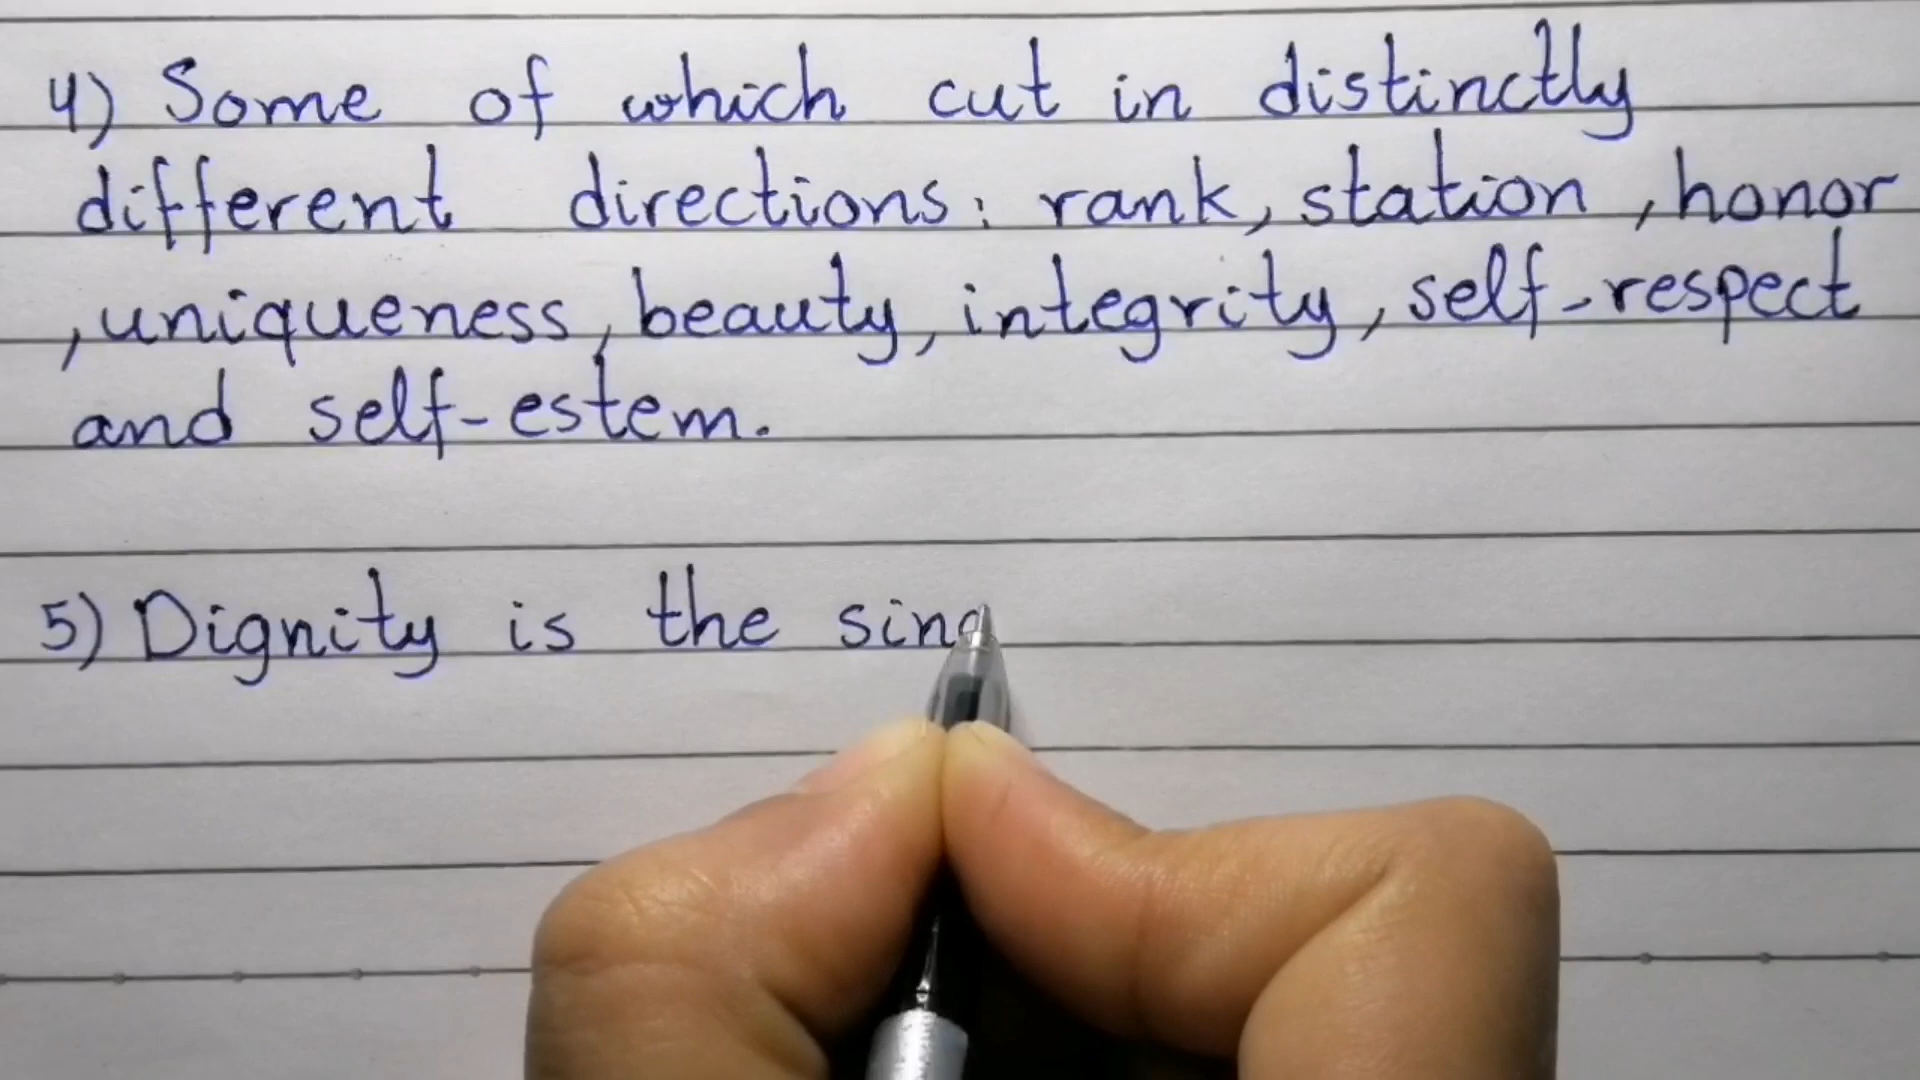 4) Some of which cut in distinctly
different directions: rank, station, honor
, uniqueness, beauty, integrity, self-respect
and self-estem.
5) Dignity is the